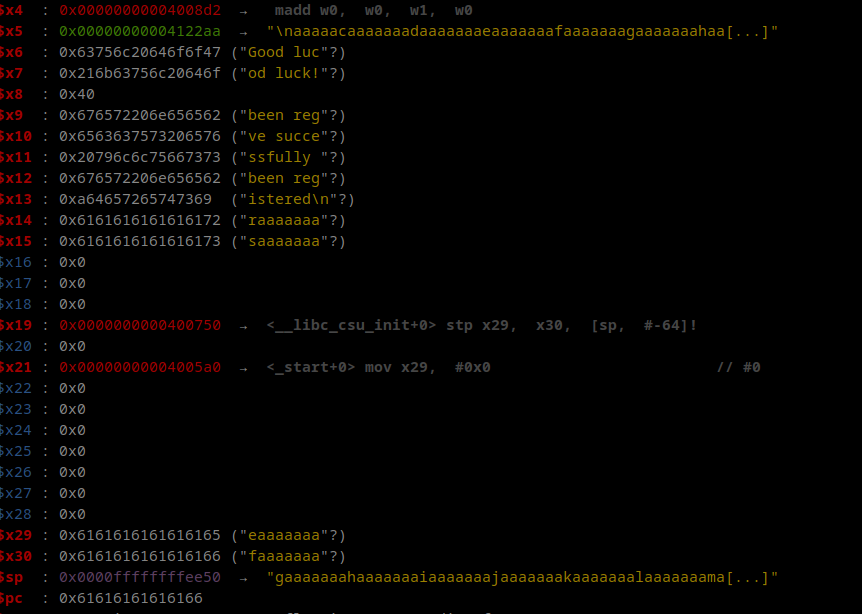 $x4  : 0x00000000004008d2  →   madd w0,  w0,  w1,  w0
$x5  : 0x00000000004122aa  →  "\naaaaacaaaaaaadaaaaaaaeaaaaaaafaaaaaaagaaaaaaahaa[...]"
$x6  : 0x63756c20646f6f47 ("Good luc"?)
$x7  : 0x216b63756c20646f ("od luck!"?)
$x8  : 0x40
$x9  : 0x676572206e656562 ("been reg"?)
$x10 : 0x6563637573206576 ("ve succe"?)
$x11 : 0x20796c6c75667373 ("ssfully "?)
$x12 : 0x676572206e656562 ("been reg"?)
$x13 : 0xa64657265747369  ("istered\n"?)
$x14 : 0x6161616161616172 ("raaaaaaa"?)
$x15 : 0x6161616161616173 ("saaaaaaa"?)
$x16 : 0x0
$x17 : 0x0
$x18 : 0x0
$x19 : 0x0000000000400750  →  <__libc_csu_init+0> stp x29,  x30,  [sp,  #-64]!
$x20 : 0x0
$x21 : 0x00000000004005a0  →  <_start+0> mov x29,  #0x0                        // #0
$x22 : 0x0
$x23 : 0x0
$x24 : 0x0
$x25 : 0x0
$x26 : 0x0
$x27 : 0x0
$x28 : 0x0
$x29 : 0x6161616161616165 ("eaaaaaaa"?)
$x30 : 0x6161616161616166 ("faaaaaaa"?)
$sp  : 0x0000ffffffffee50  →  "gaaaaaaahaaaaaaaiaaaaaaajaaaaaaakaaaaaaalaaaaaaama[...]"
$pc  : 0x61616161616166